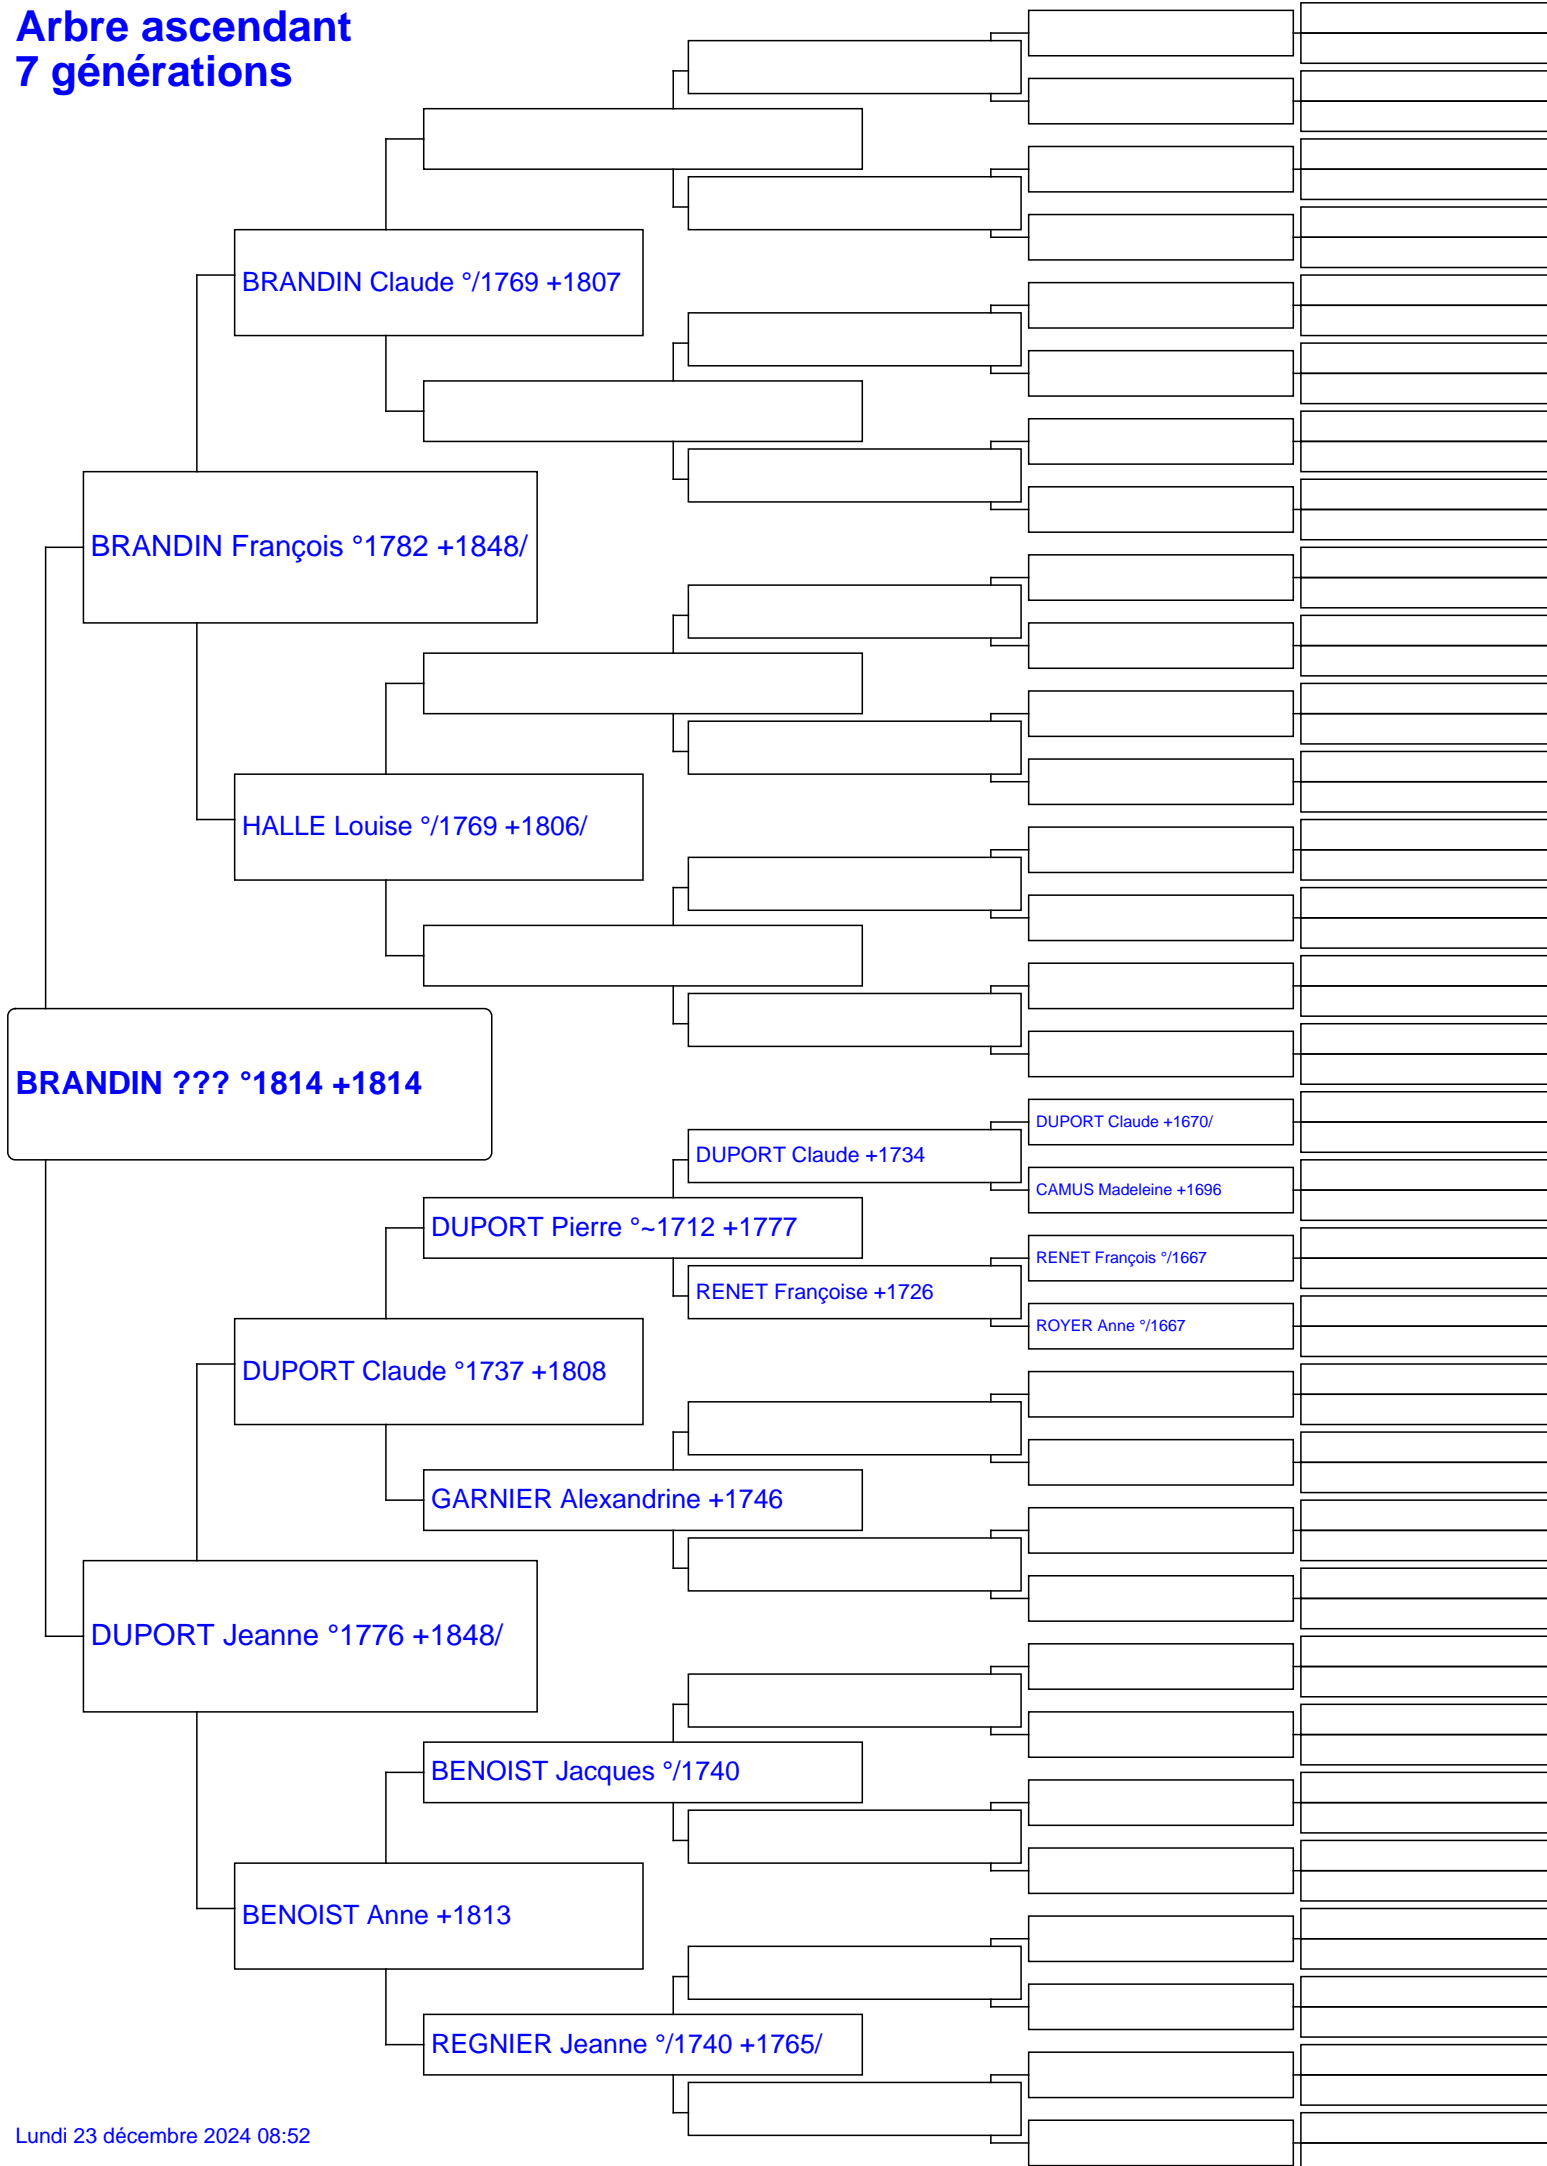 Arbre ascendant
7 générations
BRANDIN Claude °/1769 +1807
BRANDIN François °1782 +1848/
HALLE Louise °/1769 +1806/
BRANDIN ??? °1814 +1814
DUPORT Claude +1670/
DUPORT Claude +1734
CAMUS Madeleine +1696
DUPORT Pierre °~1712 +1777
RENET François °/1667
RENET Françoise +1726
ROYER Anne °/1667
DUPORT Claude °1737 +1808
GARNIER Alexandrine +1746
DUPORT Jeanne °1776 +1848/
BENOIST Jacques °/1740
BENOIST Anne +1813
REGNIER Jeanne °/1740 +1765/
Lundi 23 décembre 2024 08:52